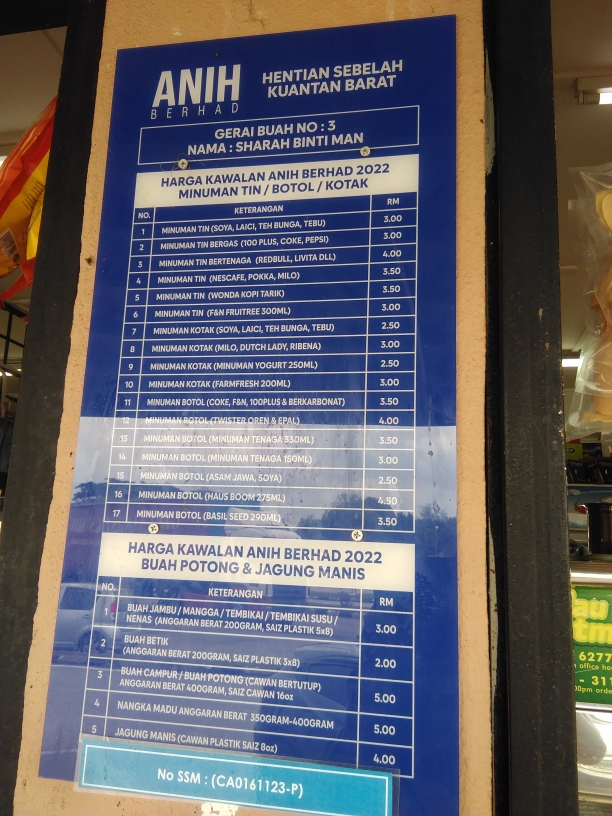 ANIH
BERHAD
HENTIAN SEBELAH
KUANTAN BARAT
GERAI BUAH NO : 3
NAMA : SHARAH BINTI MAN
HARGA KAWALAN ANIH BERHAD 2022
MINUMAN TIN / BOTOL / KOTAK
NO. KETERANGAN RM
1 MINUMAN TIN (SOYA, LAICI, TEH BUNGA, TEBU) 3.00
2 MINUMAN TIN BERGAS (100 PLUS, COKE, PEPSI) 3.00
3 MINUMAN TIN BERTENAGA (REDBULL, LIVITA DLL) 4.00
4 MINUMAN TIN (NESCAFE, POKKA, MILO) 3.50
5 MINUMAN TIN (WONDA KOPI TARIK) 3.50
6 MINUMAN TIN (F&N FRUITREE 300ML) 3.00
7 MINUMAN KOTAK (SOYA, LAICI, TEH BUNGA, TEBU) 2.50
8 MINUMAN KOTAK (MILO, DUTCH LADY, RIBENA) 3.00
9 MINUMAN KOTAK (MINUMAN YOGURT 250ML) 2.50
10 MINUMAN KOTAK (FARMFRESH 200ML) 3.00
11 MINUMAN BOTOL (COKE, F&N, 100PLUS & BERKARBONAT) 3.50
12 MINUMAN BOTOL (TWISTER OREN & EPAL) 4.00
13 MINUMAN BOTOL (MINUMAN TENAGA 330ML) 3.50
14 MINUMAN BOTOL (MINUMAN TENAGA 150ML) 3.00
15 MINUMAN BOTOL (ASAM JAWA, SOYA) 2.50
16 MINUMAN BOTOL (HAUS BOOM 275ML) 4.50
17 MINUMAN BOTOL (BASIL SEED 290ML) 3.50
HARGA KAWALAN ANIH BERHAD 2022
BUAH POTONG & JAGUNG MANIS
NO. KETERANGAN RM
1 BUAH JAMBU / MANGGA / TEMBIKAI / TEMBIKAI SUSU /
NENAS (ANGGARAN BERAT 200GRAM, SAIZ PLASTIK 5x8) 3.00
2 BUAH BETIK
(ANGGARAN BERAT 200GRAM, SAIZ PLASTIK 3x8) 2.00
3 BUAH CAMPUR / BUAH POTONG (CAWAN BERTUTUP)
ANGGARAN BERAT 400GRAM, SAIZ CAWAN 16oz 5.00
4 NANGKA MADU ANGGARAN BERAT 350GRAM-400GRAM 5.00
5 JAGUNG MANIS (CAWAN PLASTIK SAIZ 8oz) 4.00
No SSM : (CA0161123-P)
6277
office ho